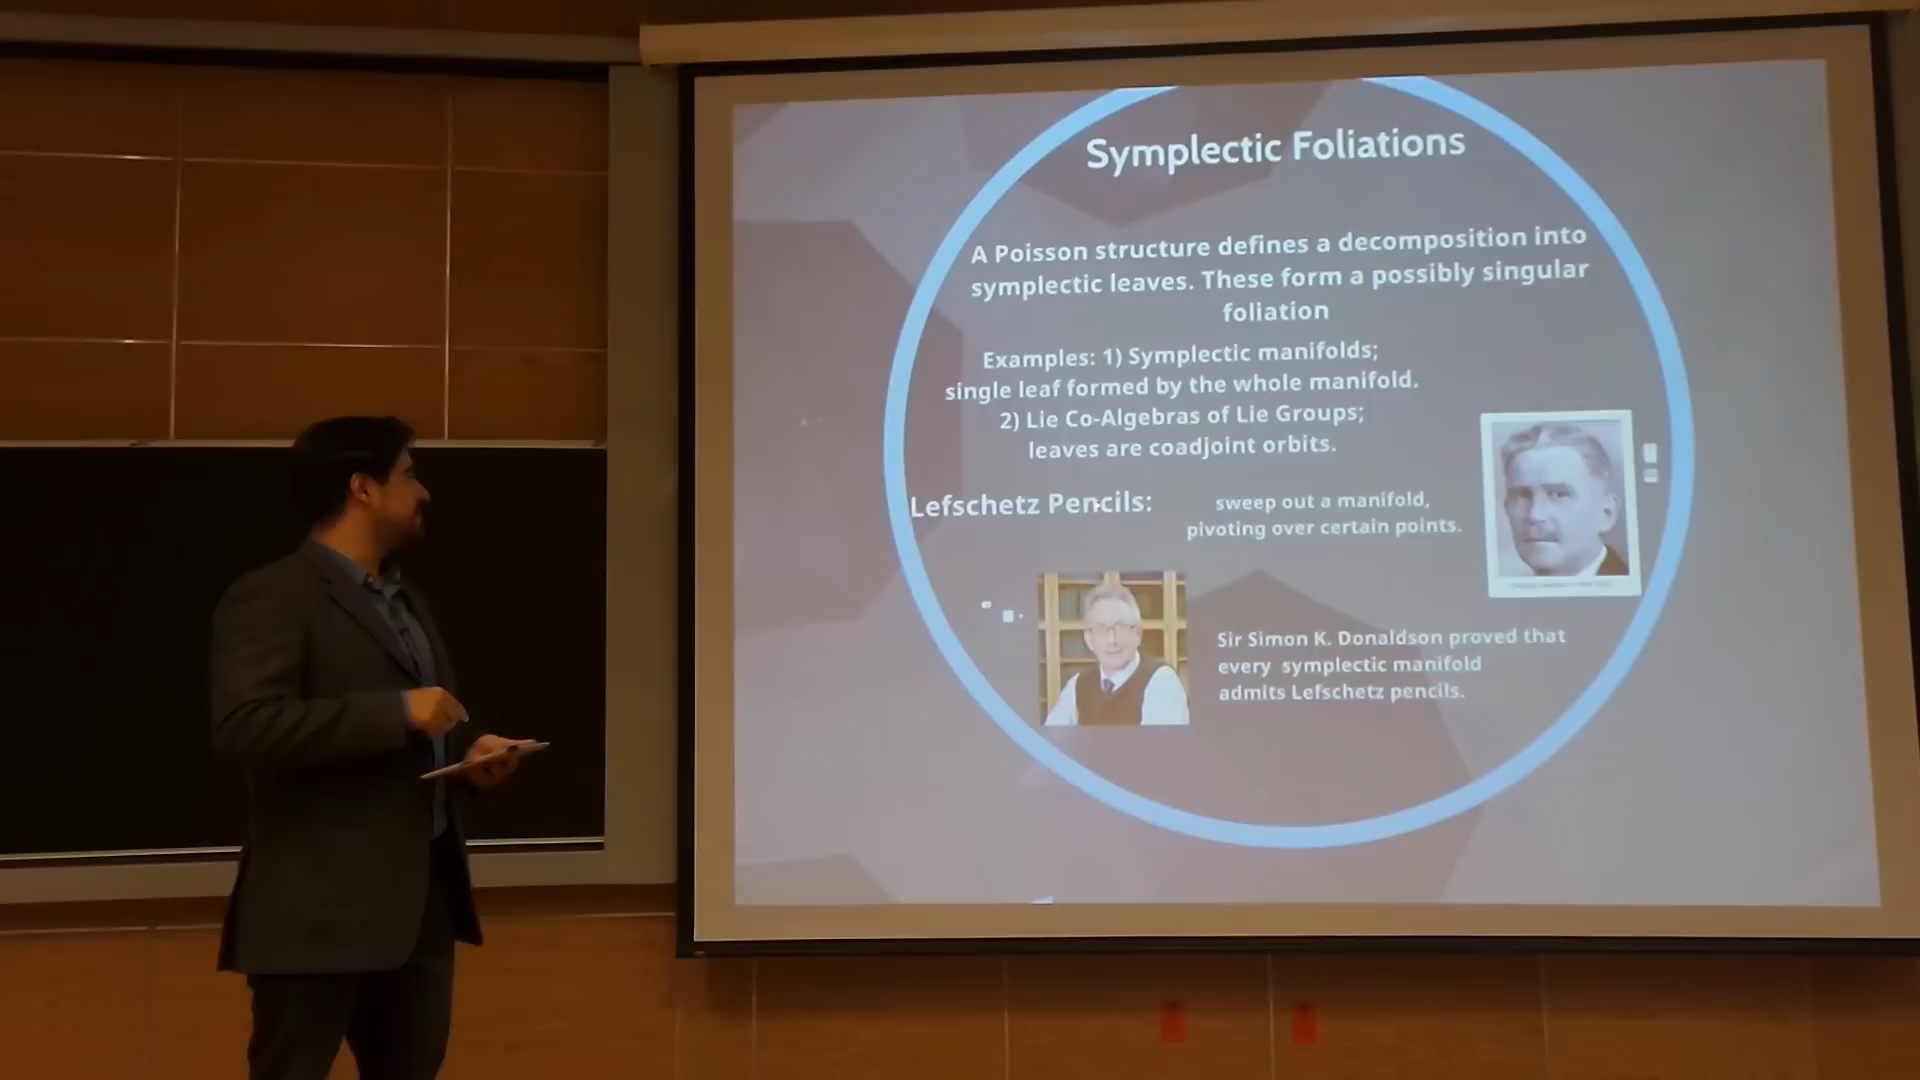 Symplectic Foliations
A Poisson structure defines a decomposition into
symplectic leaves. These form a possibly singular
foliation
Examples: 1) Symplectic manifolds;
single leaf formed by the whole manifold.
2) Lie Co-Algebras of Lie Groups;
leaves are coadjoint orbits.
Lefschetz Pencils:
sweep out a manifold,
pivoting over certain points.
Sir Simon K. Donaldson proved that
every symplectic manifold
admits Lefschetz pencils.